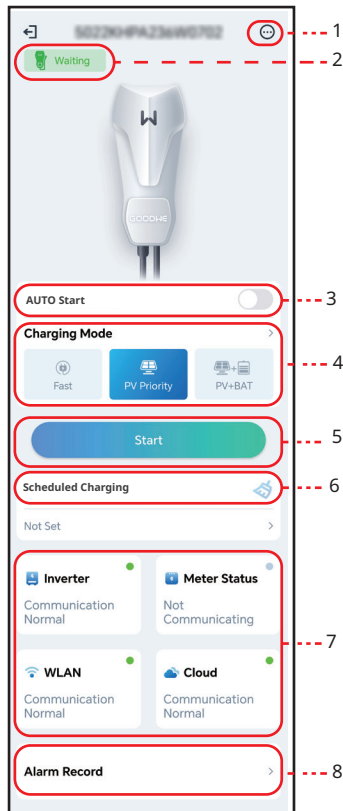 1
Waiting
2
GOODWE
AUTO Start
3
Charging Mode
Fast
PV Priority
PV+BAT
4
Start
5
Scheduled Charging
6
Not Set
Inverter
Communication
Normal
Meter Status
Not
Communicating
7
WLAN
Communication
Normal
Cloud
Communication
Normal
Alarm Record
8